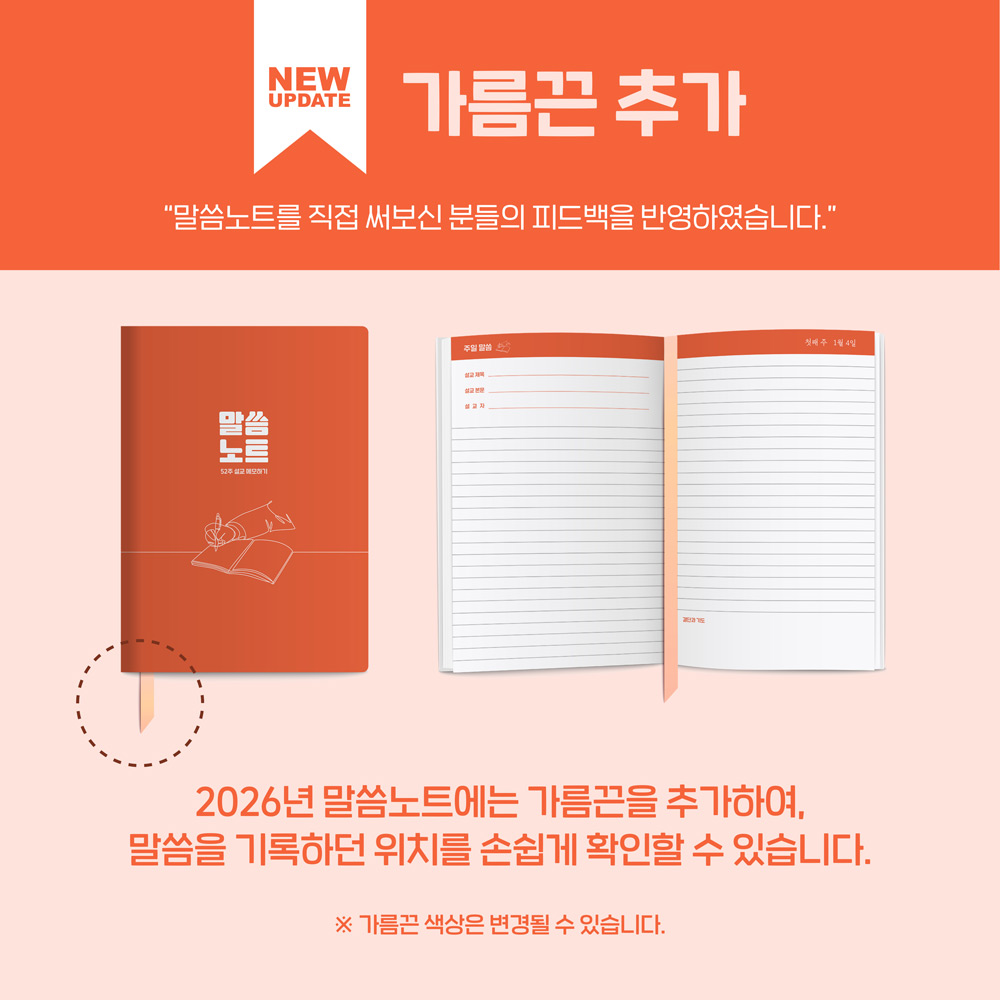 NEW
UPDATE
가름끈 추가
“말씀노트를 직접 써보신 분들의 피드백을 반영하였습니다.”
말씀
노트
52주 설교 메모하기
주일 말씀
설교 제목
설교 본문
설 교 자
첫째 주 1월 4일
결단과 기도
2026년 말씀노트에는 가름끈을 추가하여,
말씀을 기록하던 위치를 손쉽게 확인할 수 있습니다.
※ 가름끈 색상은 변경될 수 있습니다.